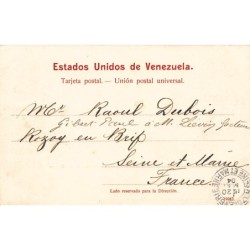 Estados Unidos de Venezuela.
Tarjeta postal. — Unión postal universal.
Mr Raoul Dubois
Rozoy en Brie
Seine et Marne
France
Lado reservado para la Dirección.